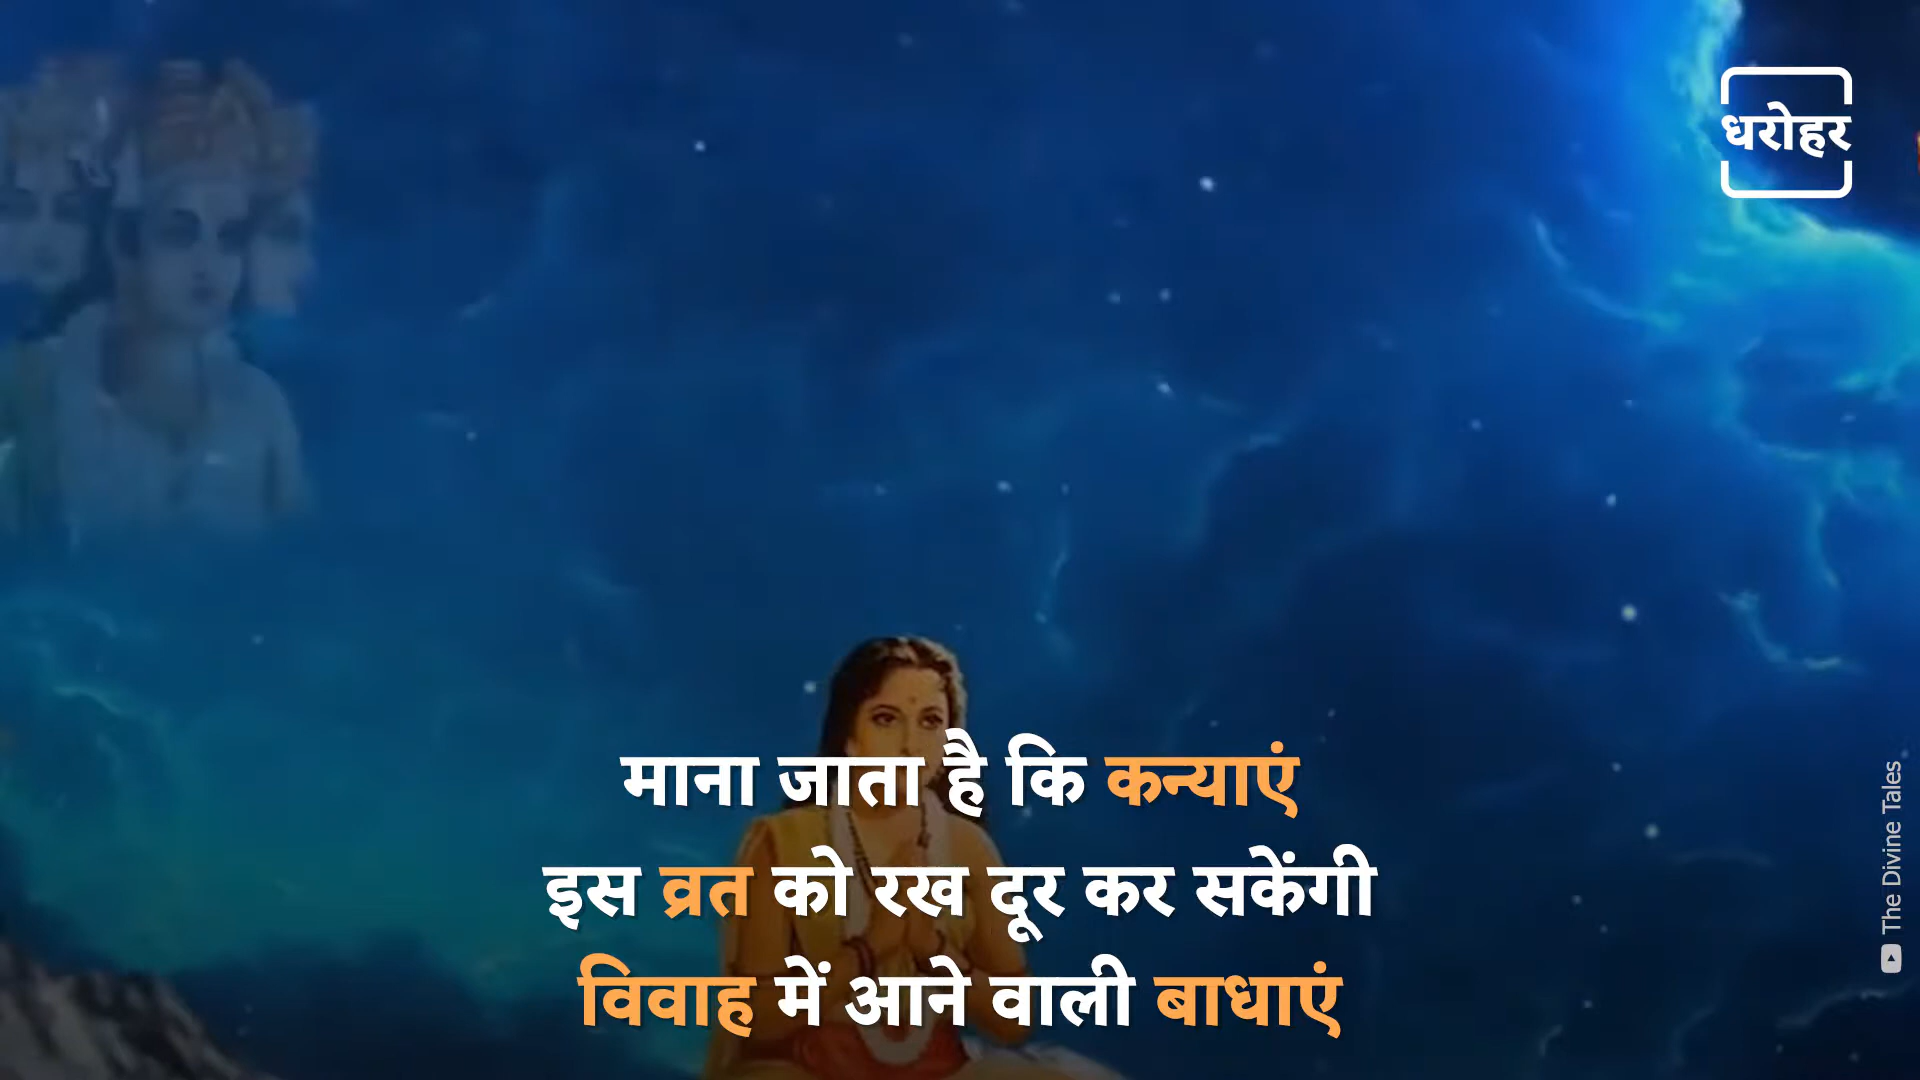 धरोहर
माना जाता है कि कन्याएं
इस व्रत को रख दूर कर सकेंगी
विवाह में आने वाली बाधाएं
The Divine Tales